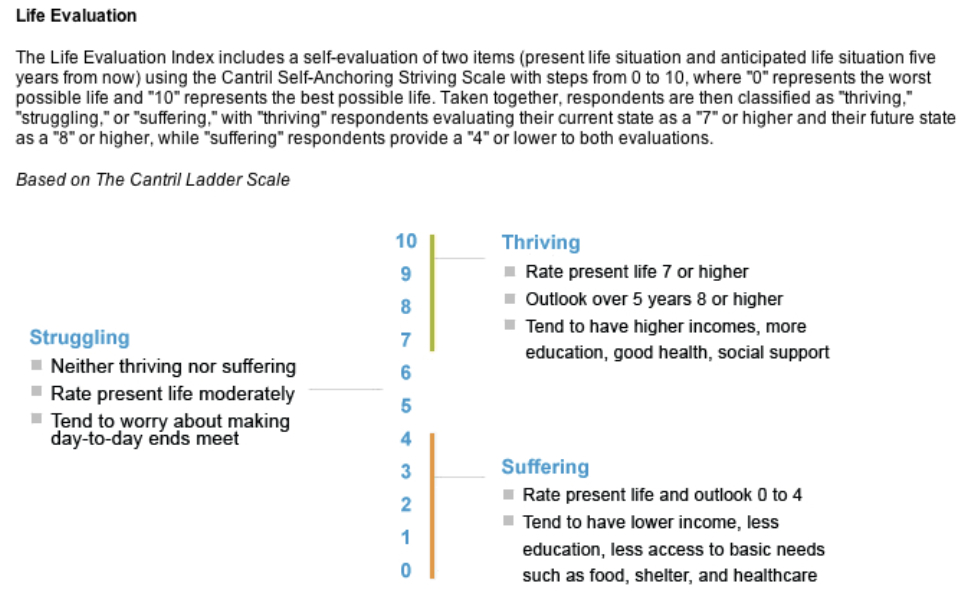 Life Evaluation
The Life Evaluation Index includes a self-evaluation of two items (present life situation and anticipated life situation five
years from now) using the Cantril Self-Anchoring Striving Scale with steps from 0 to 10, where "0" represents the worst
possible life and "10" represents the best possible life. Taken together, respondents are then classified as "thriving,"
"struggling," or "suffering," with "thriving" respondents evaluating their current state as a "7" or higher and their future state
as a "8" or higher, while "suffering" respondents provide a "4" or lower to both evaluations.
Based on The Cantril Ladder Scale
Struggling
Neither thriving nor suffering
Rate present life moderately
Tend to worry about making
day-to-day ends meet
10
9
8
7
6
5
4
3
2
1
0
Thriving
Rate present life 7 or higher
Outlook over 5 years 8 or higher
Tend to have higher incomes, more
education, good health, social support
Suffering
Rate present life and outlook 0 to 4
Tend to have lower income, less
education, less access to basic needs
such as food, shelter, and healthcare